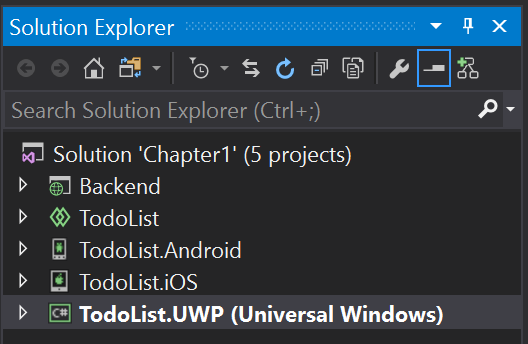 Solution Explorer
Search Solution Explorer (Ctrl+;)
Solution 'Chapter1' (5 projects)
Backend
TodoList
TodoList.Android
TodoList.iOS
C# TodoList.UWP (Universal Windows)